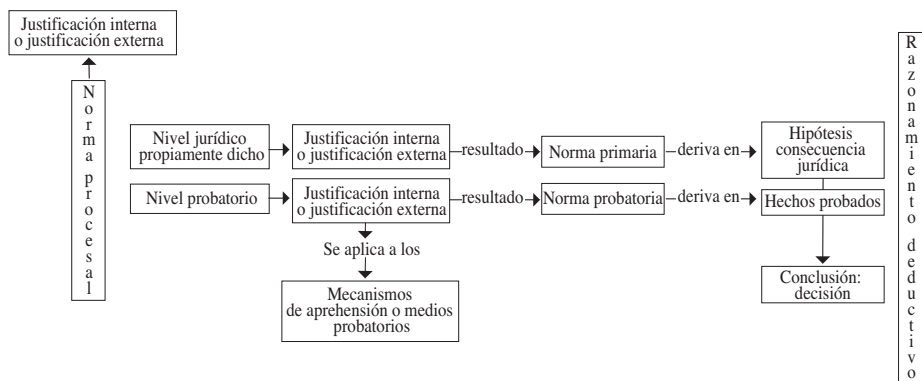 Justificación interna
o justificación externa
Norma procesal
Nivel jurídico
propiamente dicho
Justificación interna
o justificación externa
resultado
Norma primaria
deriva en
Hipótesis
consecuencia
jurídica
Nivel probatorio
Justificación interna
o justificación externa
resultado
Norma probatoria
deriva en
Hechos probados
Se aplica a los
Mecanismos
de aprehensión o medios
probatorios
Conclusión:
decisión
Razonamiento deductivo